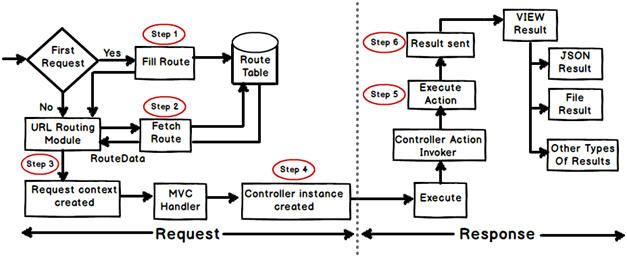 First
Request
Yes
No
Step 1
Fill Route
Route
Table
URL Routing
Module
Step 2
Fetch
Route
RouteData
Step 3
Request context
created
MVC
Handler
Step 4
Controller instance
created
Request
Step 6
Result sent
Step 5
Execute
Action
Controller Action
Invoker
Execute
VIEW
Result
JSON
Result
File
Result
Other Types
Of Results
Response